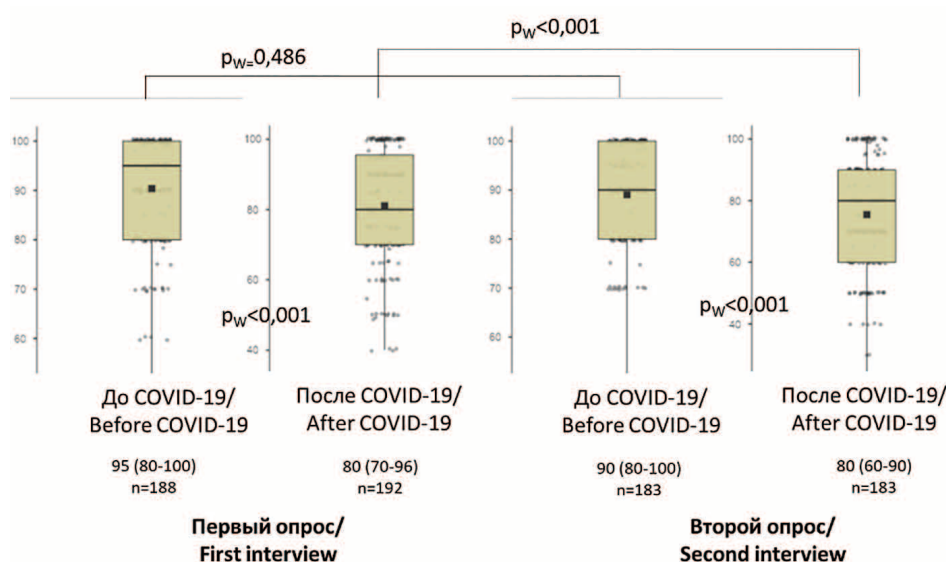 pw<0,001
pw=0,486
100
90
80
70
60
100
80
60
40
100
90
80
70
60
100
80
60
40
pw<0,001
pw<0,001
До COVID-19/
Before COVID-19
95 (80-100)
n=188
После COVID-19/
After COVID-19
80 (70-96)
n=192
До COVID-19/
Before COVID-19
90 (80-100)
n=183
После COVID-19/
After COVID-19
80 (60-90)
n=183
Первый опрос/
First interview
Второй опрос/
Second interview